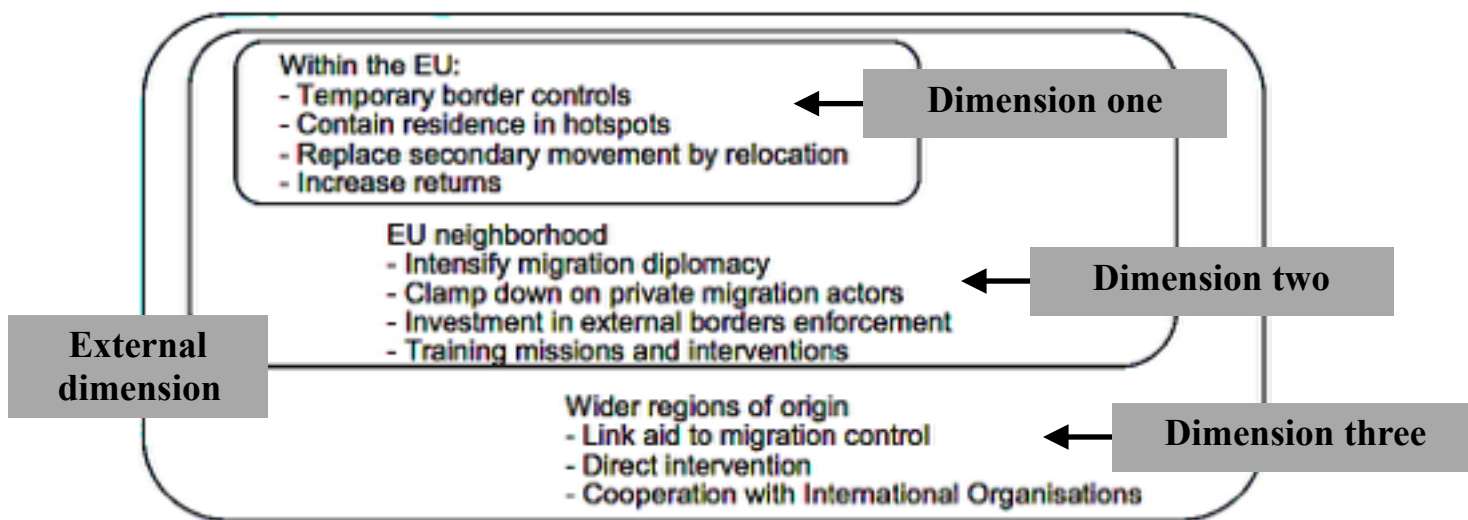 Within the EU:
- Temporary border controls
- Contain residence in hotspots
- Replace secondary movement by relocation
- Increase returns
Dimension one
EU neighborhood
- Intensify migration diplomacy
- Clamp down on private migration actors
- Investment in external borders enforcement
- Training missions and interventions
Dimension two
External
dimension
Wider regions of origin
- Link aid to migration control
- Direct intervention
- Cooperation with International Organisations
Dimension three